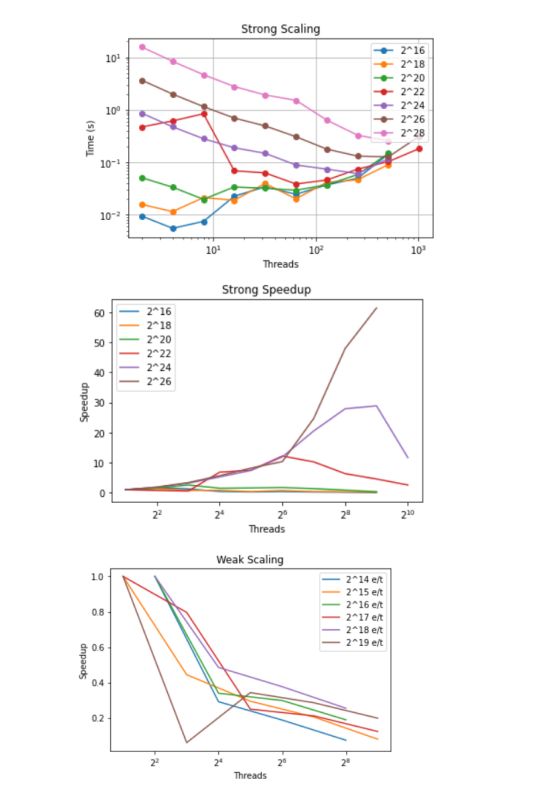 Strong Scaling
2^16
2^18
2^20
2^22
2^24
2^26
2^28
Time (s)
10^1
10^0
10^-1
10^-2
10^1 10^2 10^3
Threads
Strong Speedup
2^16
2^18
2^20
2^22
2^24
2^26
Speedup
60
50
40
30
20
10
0
2^2 2^4 2^6 2^8 2^10
Threads
Weak Scaling
2^14 e/t
2^15 e/t
2^16 e/t
2^17 e/t
2^18 e/t
2^19 e/t
Speedup
1.0
0.8
0.6
0.4
0.2
2^2 2^4 2^6 2^8
Threads